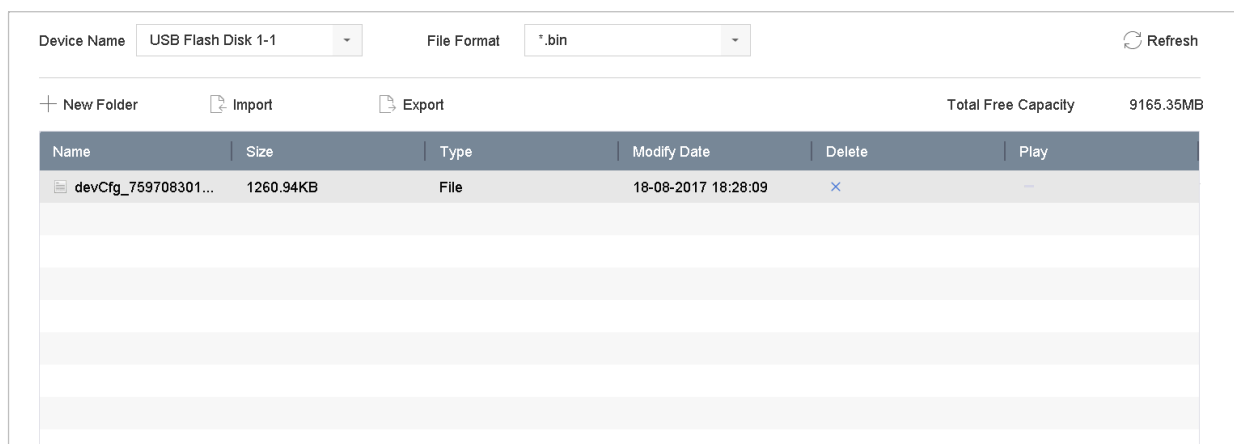 Device Name USB Flash Disk 1-1 File Format *.bin Refresh
New Folder Import Export Total Free Capacity 9165.35MB
Name Size Type Modify Date Delete Play
devCfg_759708301... 1260.94KB File 18-08-2017 18:28:09